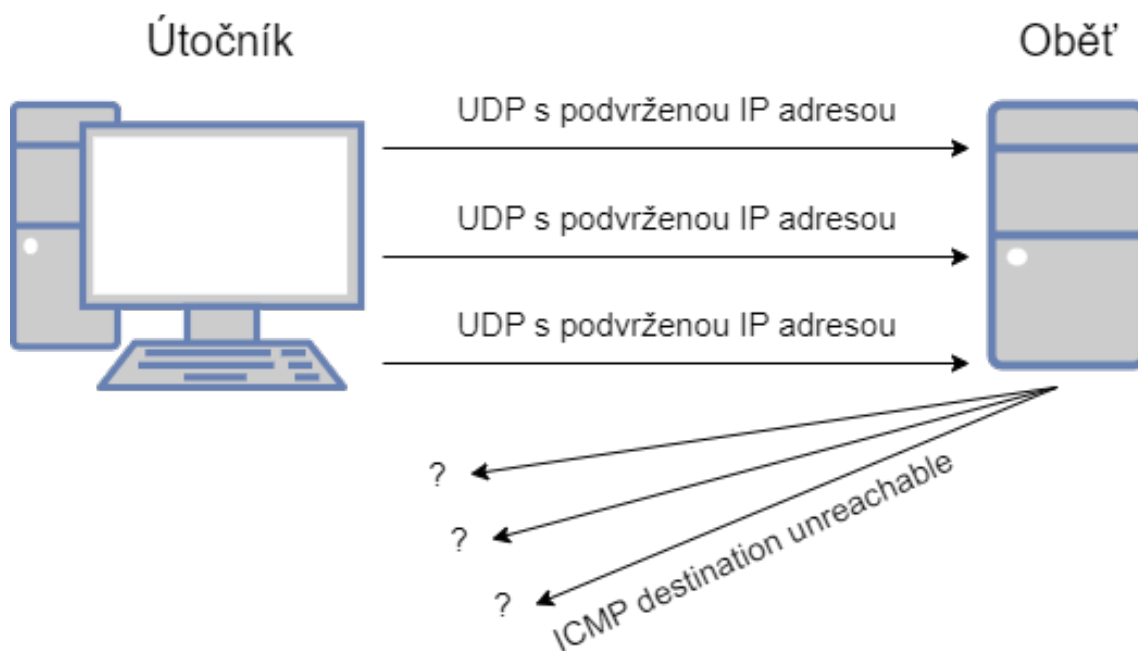 Útočník
Oběť
UDP s podvrženou IP adresou
UDP s podvrženou IP adresou
UDP s podvrženou IP adresou
?
?
?
ICMP destination unreachable